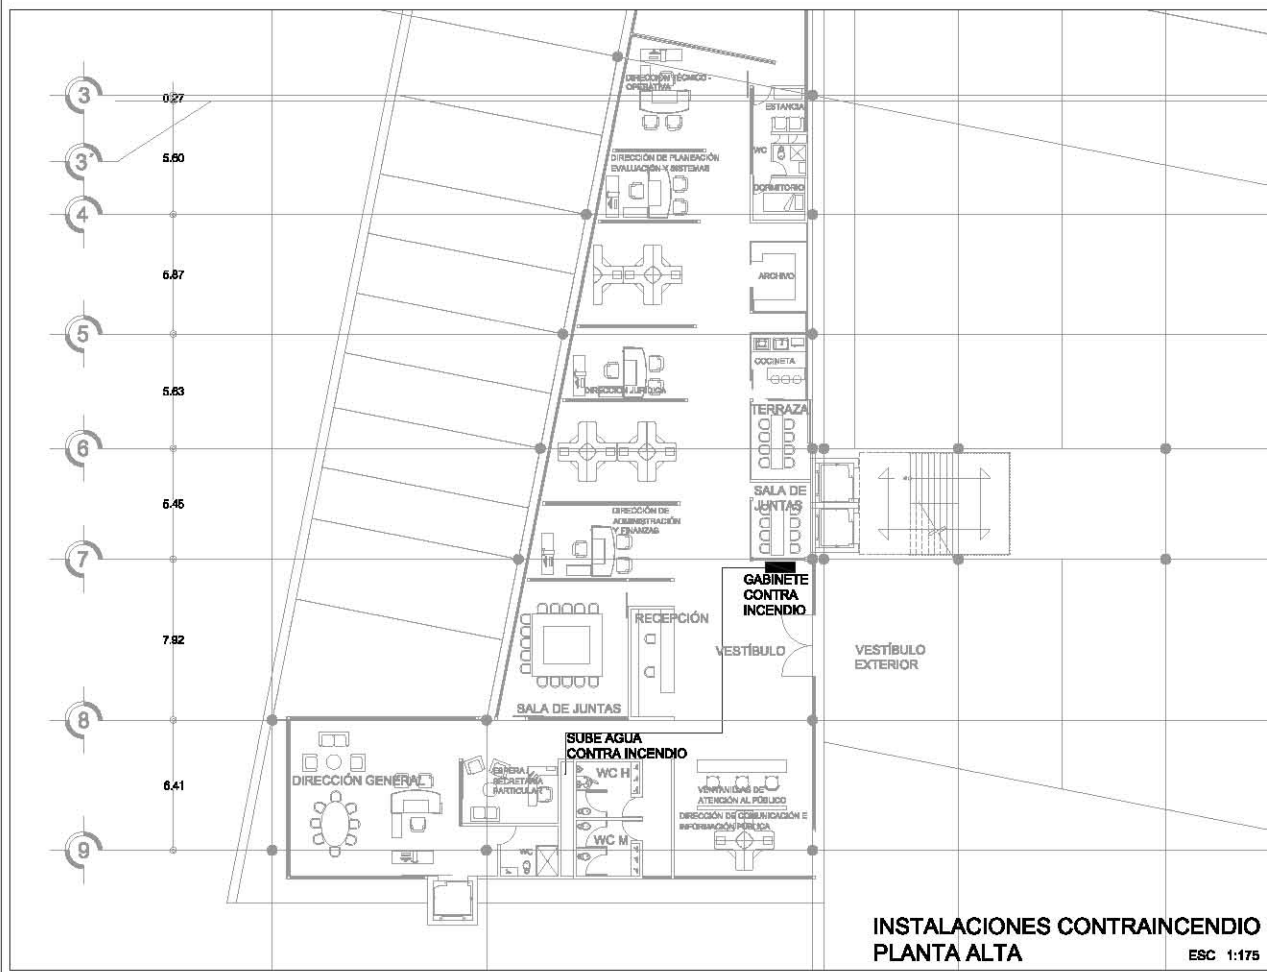 3
0.27
3'
5.60
4
6.87
5
5.63
6
5.45
7
7.92
8
6.41
9
DIRECCIÓN TÉCNICO -
OPERATIVA
ESTANCIA
WC
DORMITORIO
DIRECCIÓN DE PLANEACIÓN
EVALUACIÓN Y SISTEMAS
ARCHIVO
COCINETA
DIRECCIÓN JURÍDICA
TERRAZA
SALA DE
JUNTAS
DIRECCIÓN DE
ADMINISTRACIÓN
Y FINANZAS
GABINETE
CONTRA
INCENDIO
RECEPCIÓN
VESTÍBULO
VESTÍBULO
EXTERIOR
SALA DE JUNTAS
SUBE AGUA
CONTRA INCENDIO
DIRECCIÓN GENERAL
ESPERA /
SECRETARIA
PARTICULAR
WC H
VENTANILLAS DE
ATENCIÓN AL PÚBLICO
DIRECCIÓN DE COMUNICACIÓN E
INFORMACIÓN PÚBLICA
WC M
WC
INSTALACIONES CONTRAINCENDIO
PLANTA ALTA
ESC 1:175